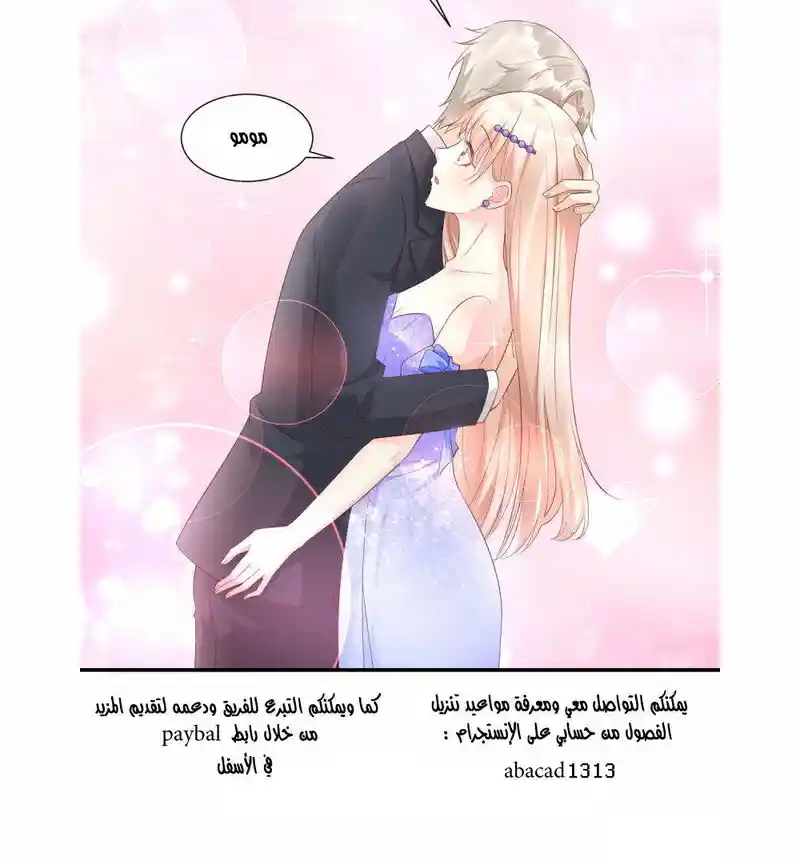 مومو
يمكنكم التواصل معي ومعرفة مواعيد تنزيل
الفصول من حسابي على الإنستجرام :
abacad1313
كما ويمكنكم التبرع للفريق ودعمه لتقديم المزيد
من خلال رابط paybal
في الأسفل